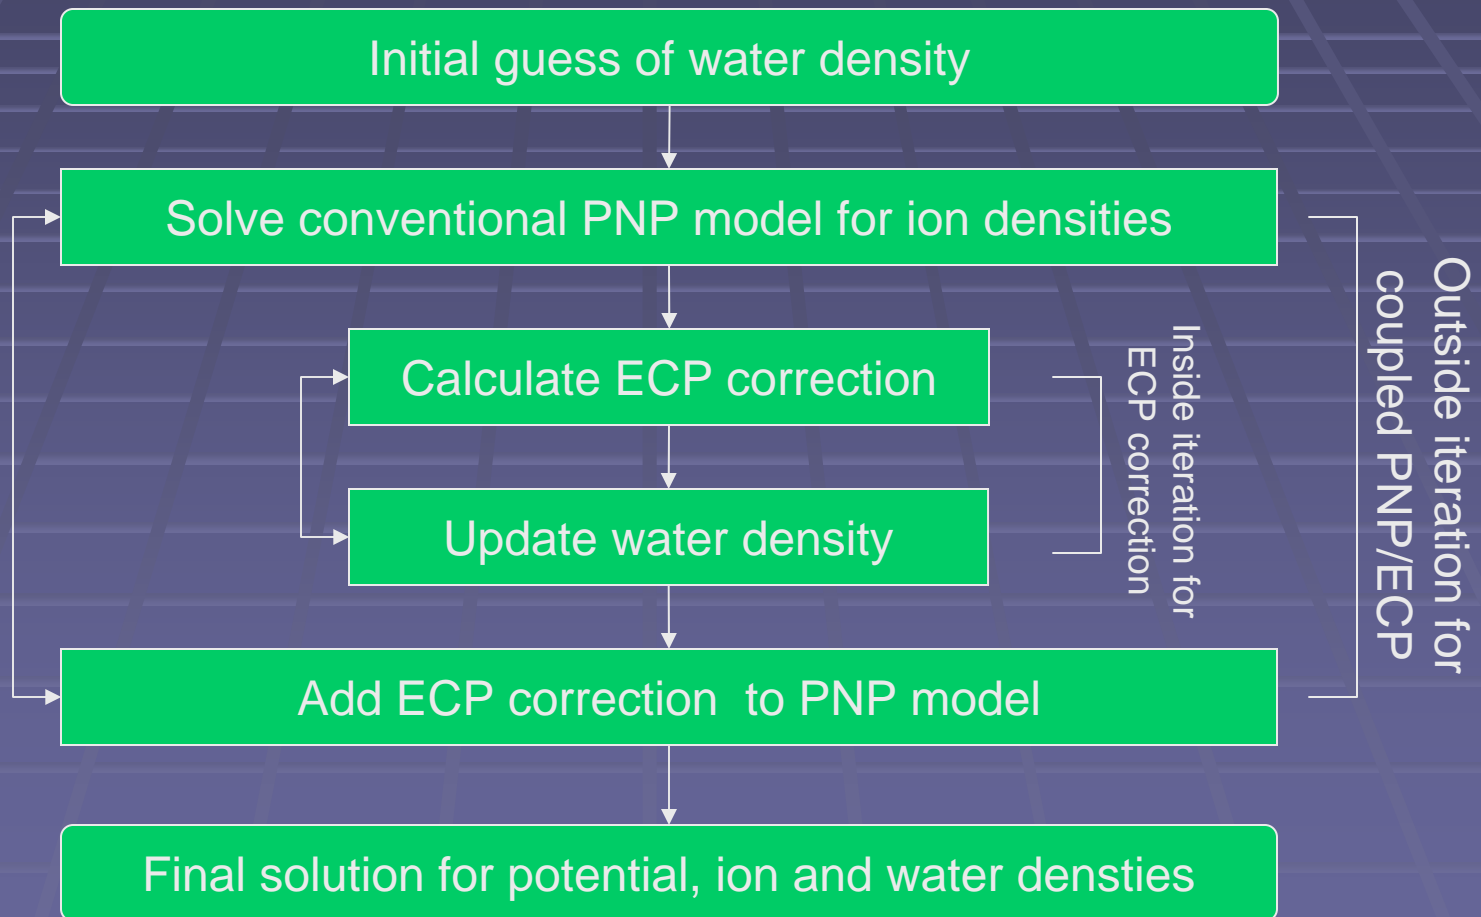 Initial guess of water density
Solve conventional PNP model for ion densities
Calculate ECP correction
Update water density
Inside iteration for
ECP correction
Outside iteration for
coupled PNP/ECP
Add ECP correction  to PNP model
Final solution for potential, ion and water densties